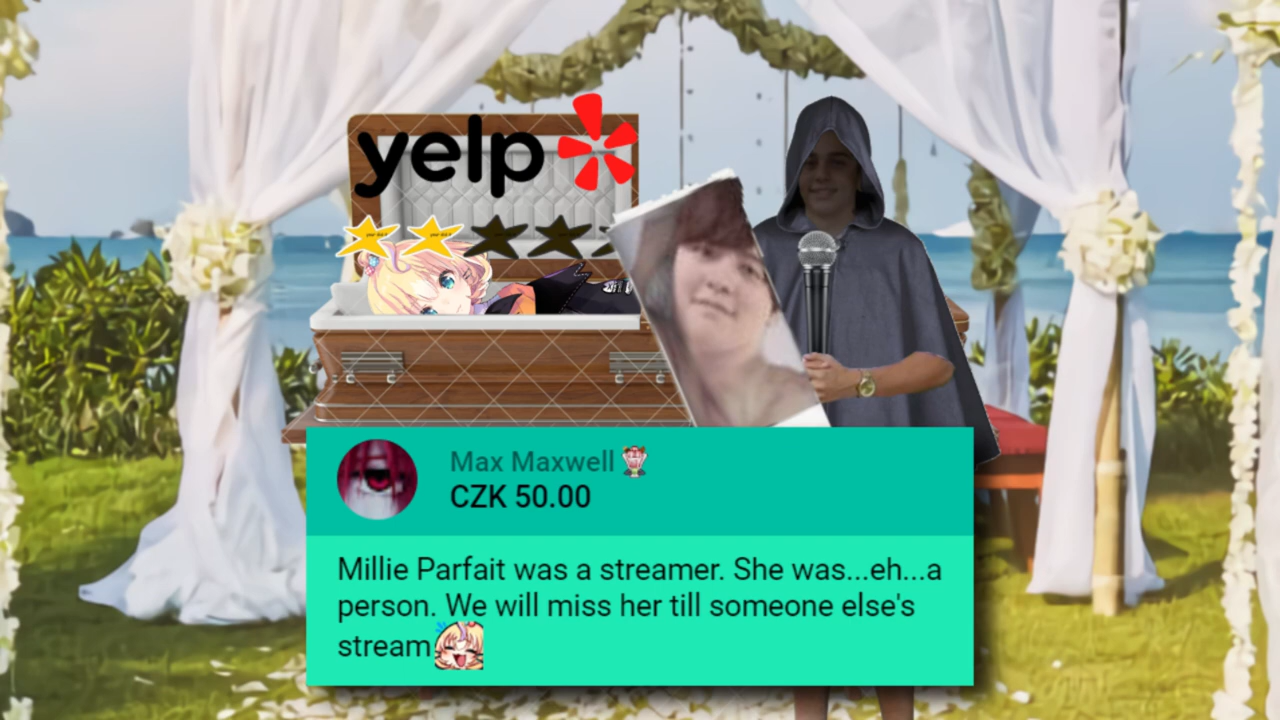 yelp
Max Maxwell
CZK 50.00
Millie Parfait was a streamer. She was...eh...a
person. We will miss her till someone else's
stream